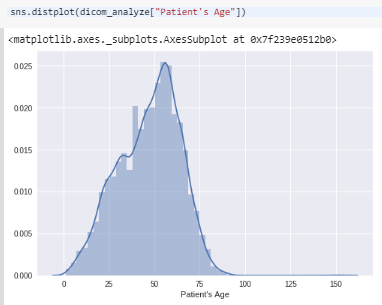 sns.distplot(dicom_analyze["Patient's Age"])
<matplotlib.axes._subplots.AxesSubplot at 0x7f239e0512b0>
0.025
0.020
0.015
0.010
0.005
0.000
0 25 50 75 100 125 150
Patient's Age